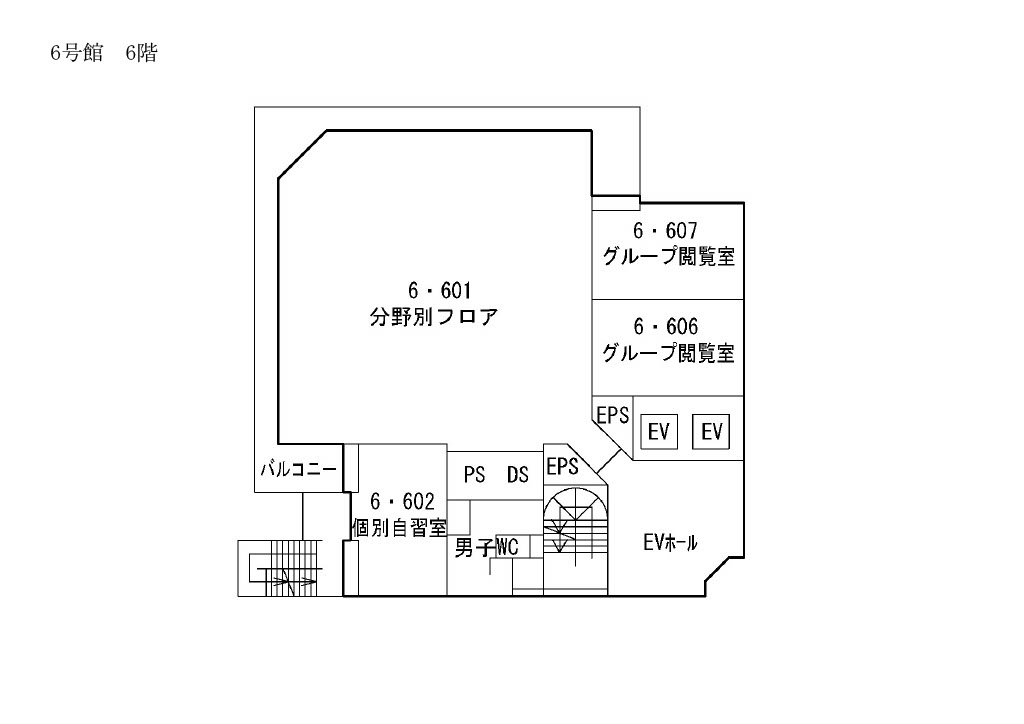 6号館　6階
6・607
グループ閲覧室
6・601
分野別フロア
6・606
グループ閲覧室
EPS
EV
EV
バルコニー
PS
DS
EPS
6・602
個別自習室
男子WC
EVホール